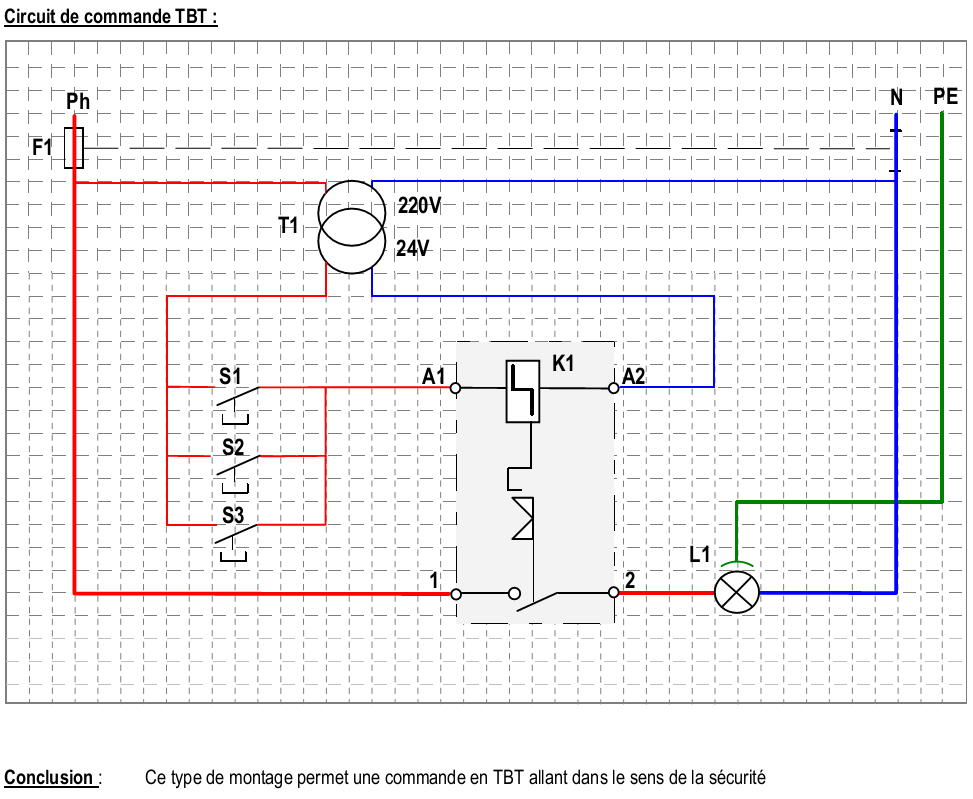 Circuit de commande TBT :
Ph
N
PE
F1
220V
T1
24V
K1
S1
A1
A2
S2
S3
L1
1
2
Conclusion : Ce type de montage permet une commande en TBT allant dans le sens de la sécurité